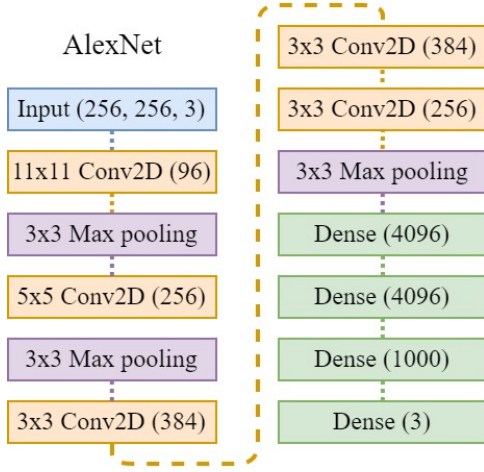 AlexNet
Input (256, 256, 3)
11x11 Conv2D (96)
3x3 Max pooling
5x5 Conv2D (256)
3x3 Max pooling
3x3 Conv2D (384)
3x3 Conv2D (384)
3x3 Conv2D (256)
3x3 Max pooling
Dense (4096)
Dense (4096)
Dense (1000)
Dense (3)